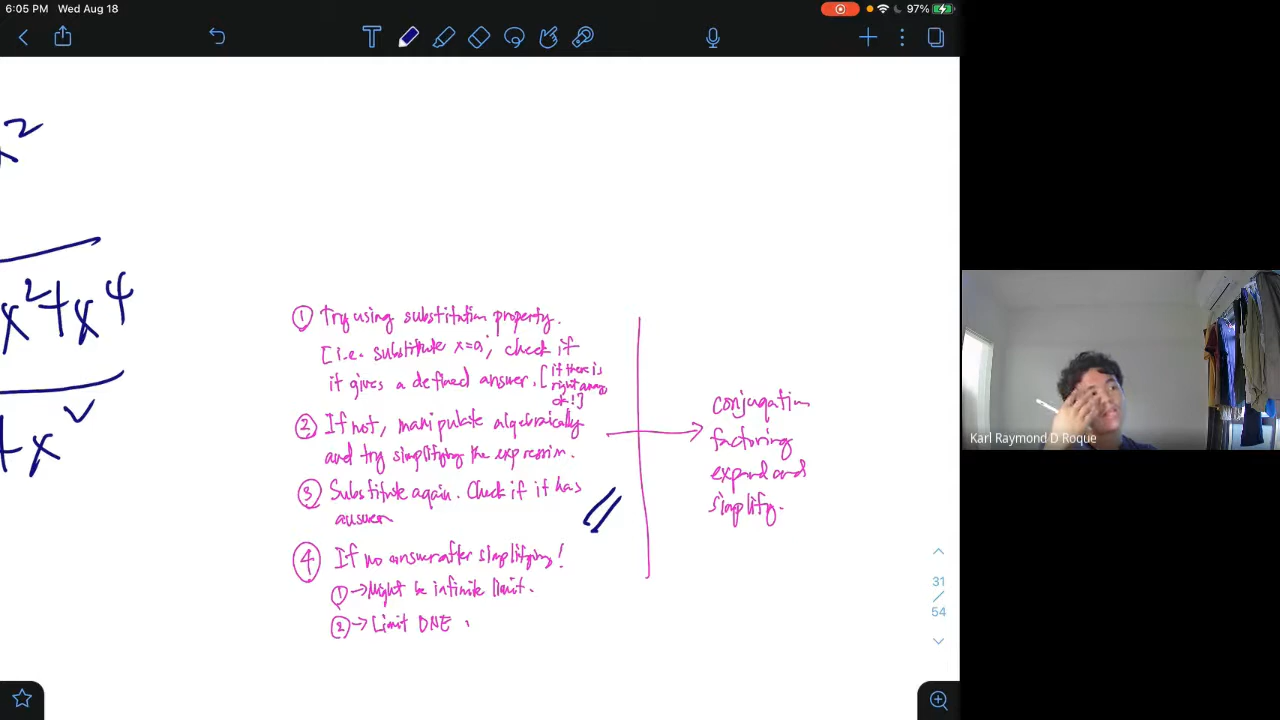 6:05 PM Wed Aug 18
97%
x²
x²+x⁴
+x
① Try using substitution property.
[i.e. substitute x=a; check if
it gives a defined answer. [if there is
right away
ok!]
② If not, manipulate algebraically
and try simplifying the expression.
③ Substitute again. Check if it has
answer
④ If no answer after simplifying!
① → Might be infinite limit.
② → Limit DNE
conjugation
factoring
expand and
simplify.
31
/
54
Karl Raymond D Roque